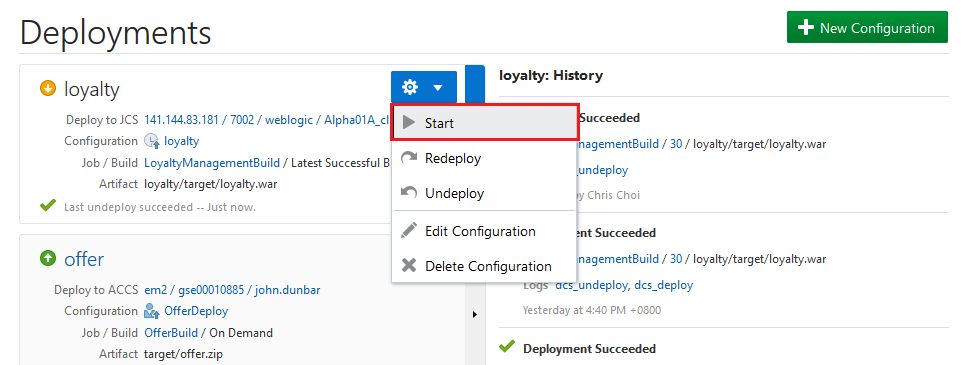 Deployments
New Configuration
loyalty
Deploy to JCS 141.144.83.181 / 7002 / weblogic / Alpha01A_cl
Configuration loyalty
Job / Build LoyaltyManagementBuild / Latest Successful B
Artifact loyalty/target/loyalty.war
Last undeploy succeeded -- Just now.
Start
Redeploy
Undeploy
Edit Configuration
Delete Configuration
offer
Deploy to ACCS em2 / gse00010885 / john.dunbar
Configuration OfferDeploy
Job / Build OfferBuild / On Demand
Artifact target/offer.zip
loyalty: History
Succeeded
anagementBuild / 30 / loyalty/target/loyalty.war
_undeploy
by Chris Choi
ent Succeeded
anagementBuild / 30 / loyalty/target/loyalty.war
Logs dcs_undeploy, dcs_deploy
Yesterday at 4:40 PM +0800
Deployment Succeeded